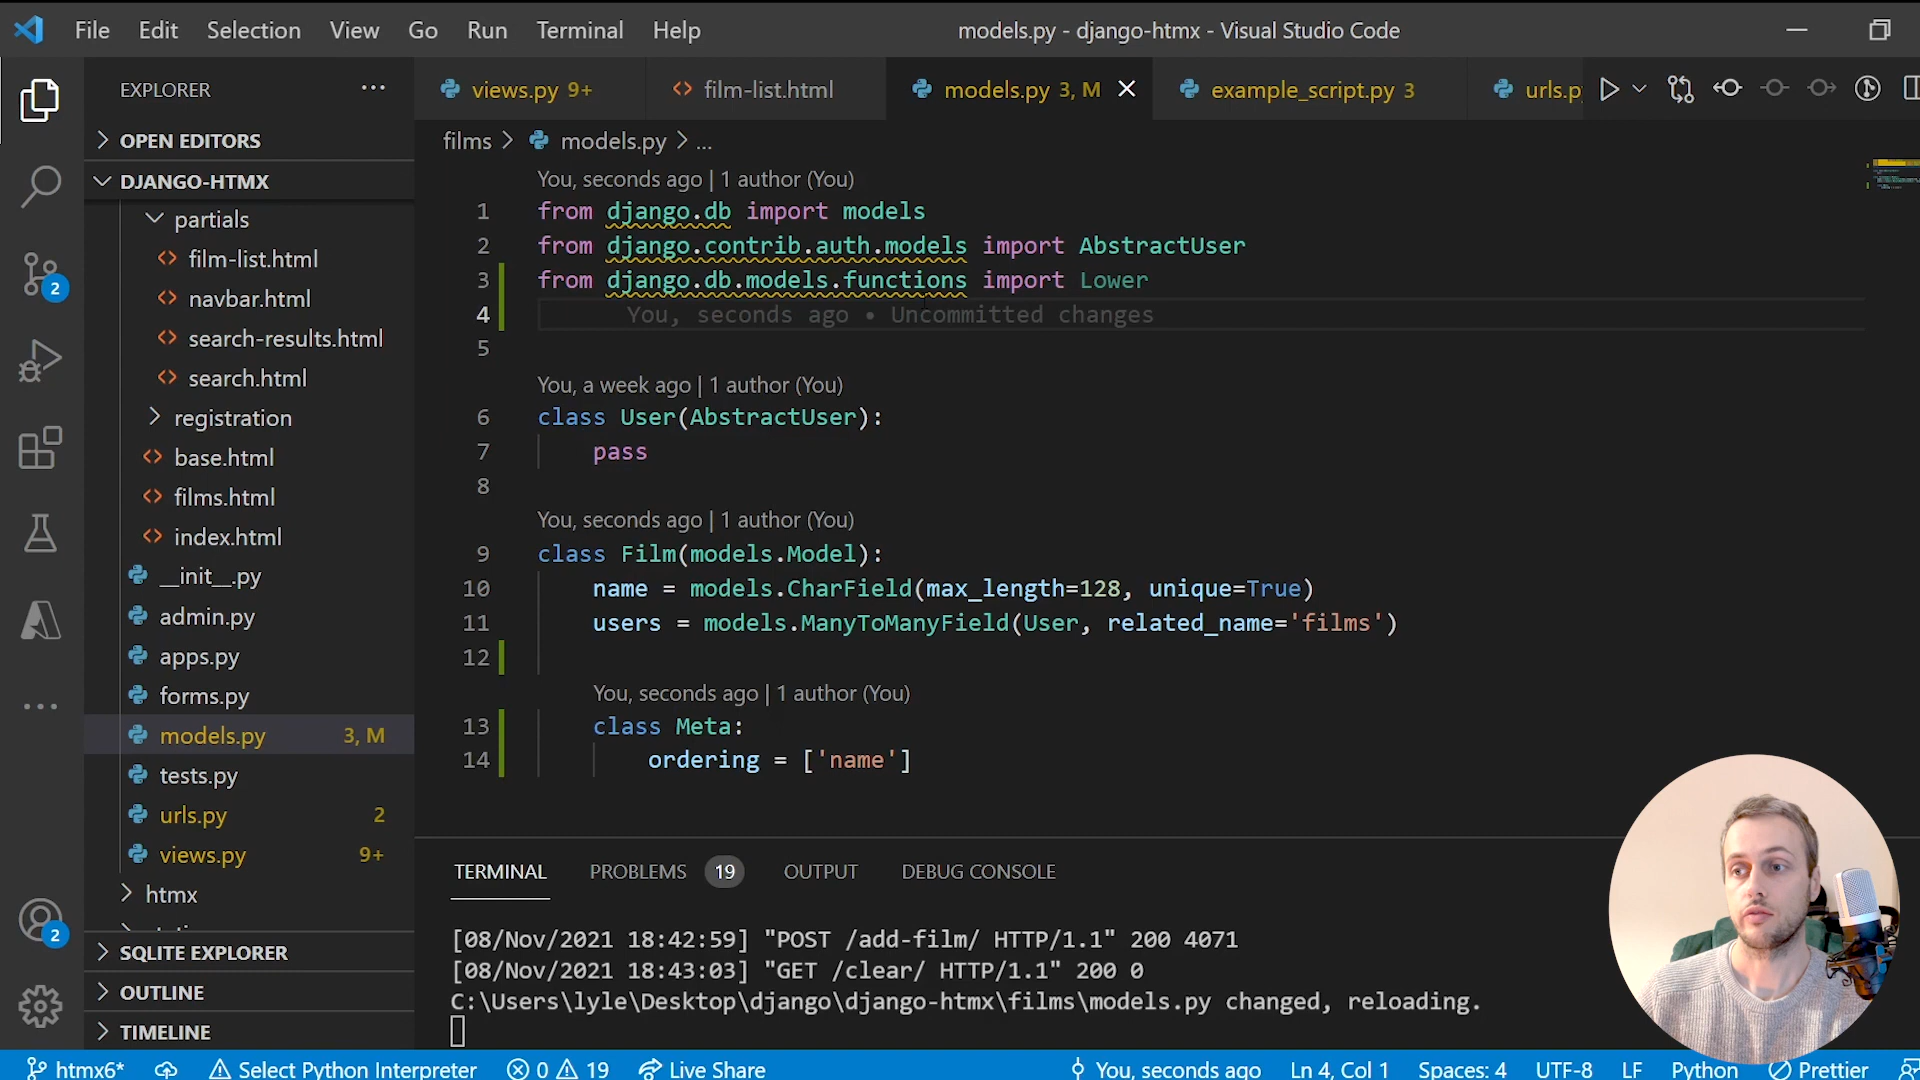 File Edit Selection View Go Run Terminal Help models.py - django-htmx - Visual Studio Code
EXPLORER
views.py 9+ film-list.html models.py 3, M example_script.py 3 urls.p
OPEN EDITORS
DJANGO-HTMX
partials
film-list.html
navbar.html
search-results.html
search.html
registration
base.html
films.html
index.html
__init__.py
admin.py
apps.py
forms.py
models.py 3, M
tests.py
urls.py 2
views.py 9+
htmx
SQLITE EXPLORER
OUTLINE
TIMELINE
2
2
films > models.py > ...
You, seconds ago | 1 author (You)
1 from django.db import models
2 from django.contrib.auth.models import AbstractUser
3 from django.db.models.functions import Lower
4 You, seconds ago • Uncommitted changes
5
You, a week ago | 1 author (You)
6 class User(AbstractUser):
7 pass
8
You, seconds ago | 1 author (You)
9 class Film(models.Model):
10 name = models.CharField(max_length=128, unique=True)
11 users = models.ManyToManyField(User, related_name='films')
12
You, seconds ago | 1 author (You)
13 class Meta:
14 ordering = ['name']
TERMINAL PROBLEMS 19 OUTPUT DEBUG CONSOLE
[08/Nov/2021 18:42:59] "POST /add-film/ HTTP/1.1" 200 4071
[08/Nov/2021 18:43:03] "GET /clear/ HTTP/1.1" 200 0
C:\Users\lyle\Desktop\django\django-htmx\films\models.py changed, reloading.
htmx6* Select Python Interpreter 0 19 Live Share You, seconds ago Ln 4, Col 1 Spaces: 4 UTF-8 LF Python Prettier